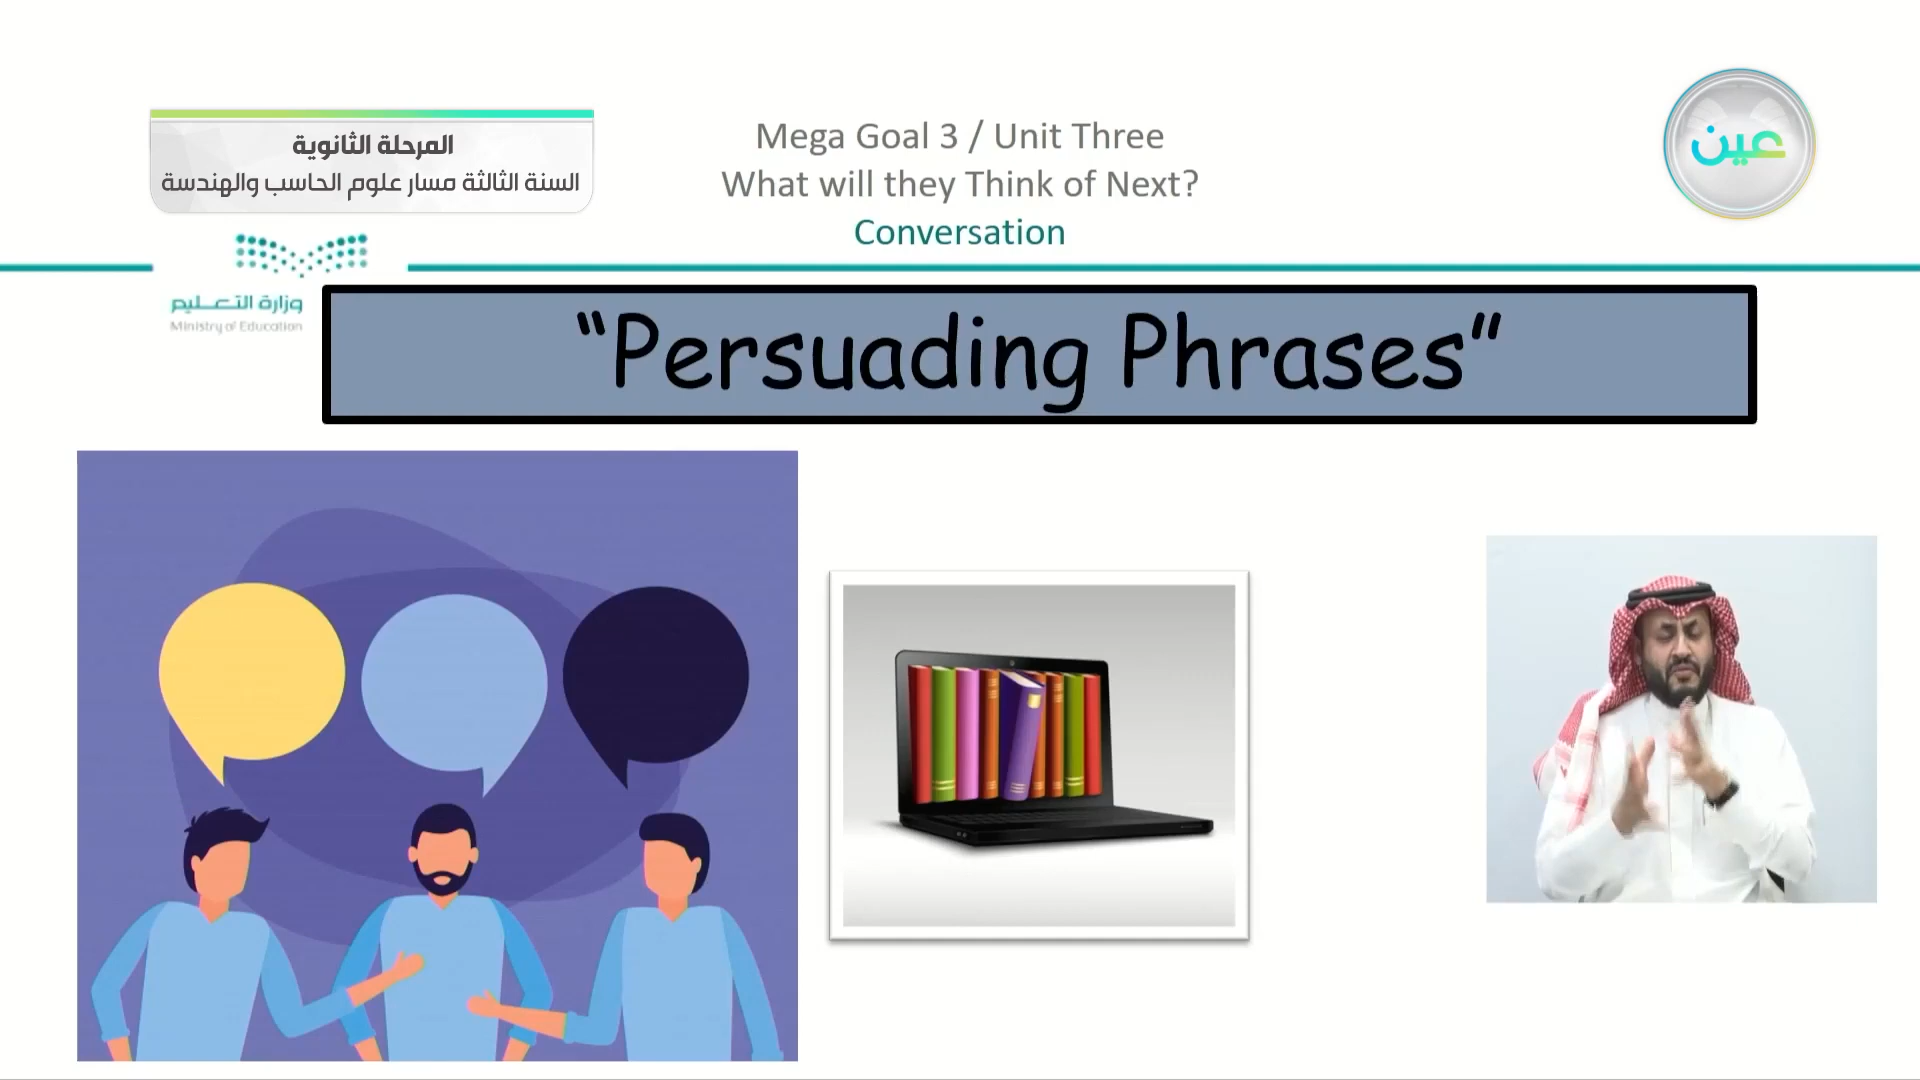 المرحلة الثانوية
السنة الثالثة مسار علوم الحاسب والهندسة
Mega Goal 3 / Unit Three
What will they Think of Next?
Conversation
عين
وزارة التعليم
Ministry of Education
“Persuading Phrases”